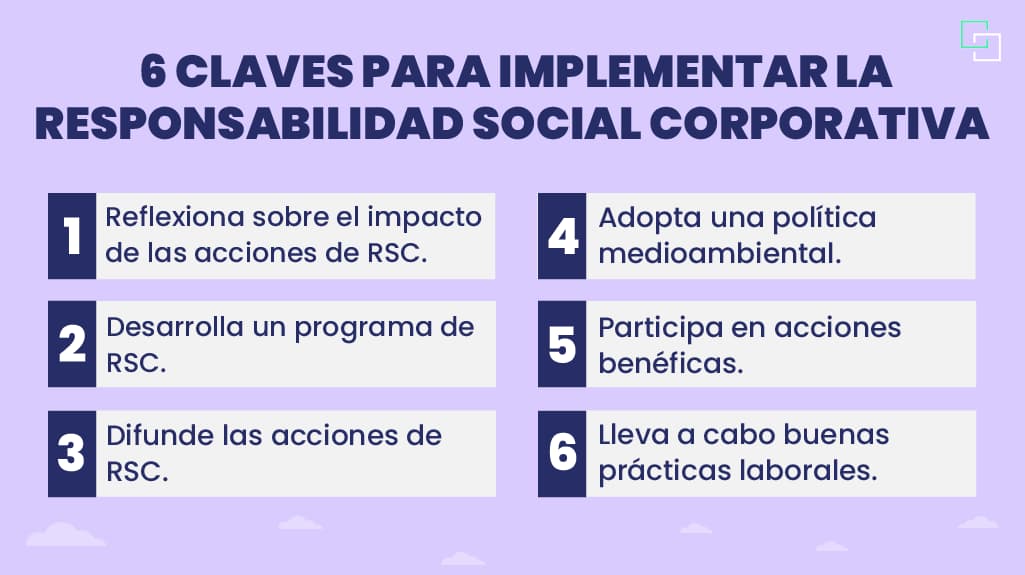 6 CLAVES PARA IMPLEMENTAR LA
RESPONSABILIDAD SOCIAL CORPORATIVA
1
Reflexiona sobre el impacto
de las acciones de RSC.
2
Desarrolla un programa de
RSC.
3
Difunde las acciones de
RSC.
4
Adopta una política
medioambiental.
5
Participa en acciones
benéficas.
6
Lleva a cabo buenas
prácticas laborales.